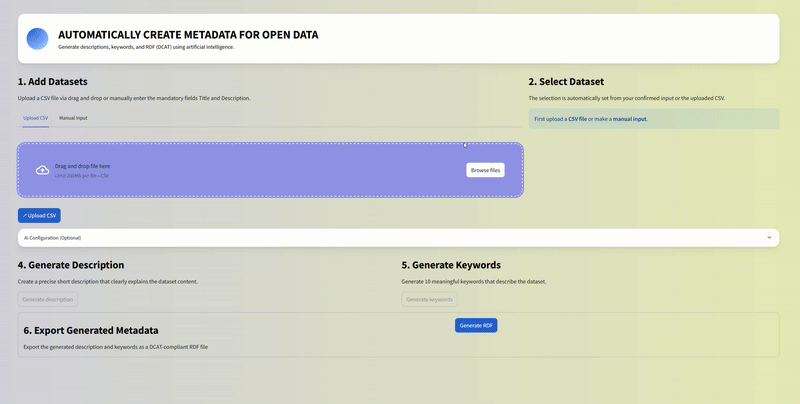 AUTOMATICALLY CREATE METADATA FOR OPEN DATA
Generate descriptions, keywords, and RDF (DCAT) using artificial intelligence.
1. Add Datasets
Upload a CSV file via drag and drop or manually enter the mandatory fields Title and Description.
Upload CSV
Manual Input
Drag and drop file here
Limit 200MB per file • CSV
Browse files
↗ Upload CSV
2. Select Dataset
The selection is automatically set from your confirmed input or the uploaded CSV.
First upload a CSV file or make a manual input.
AI Configuration (Optional)
4. Generate Description
Create a precise short description that clearly explains the dataset content.
Generate description
5. Generate Keywords
Generate 10 meaningful keywords that describe the dataset.
Generate keywords
6. Export Generated Metadata
Export the generated description and keywords as a DCAT-compliant RDF file
Generate RDF